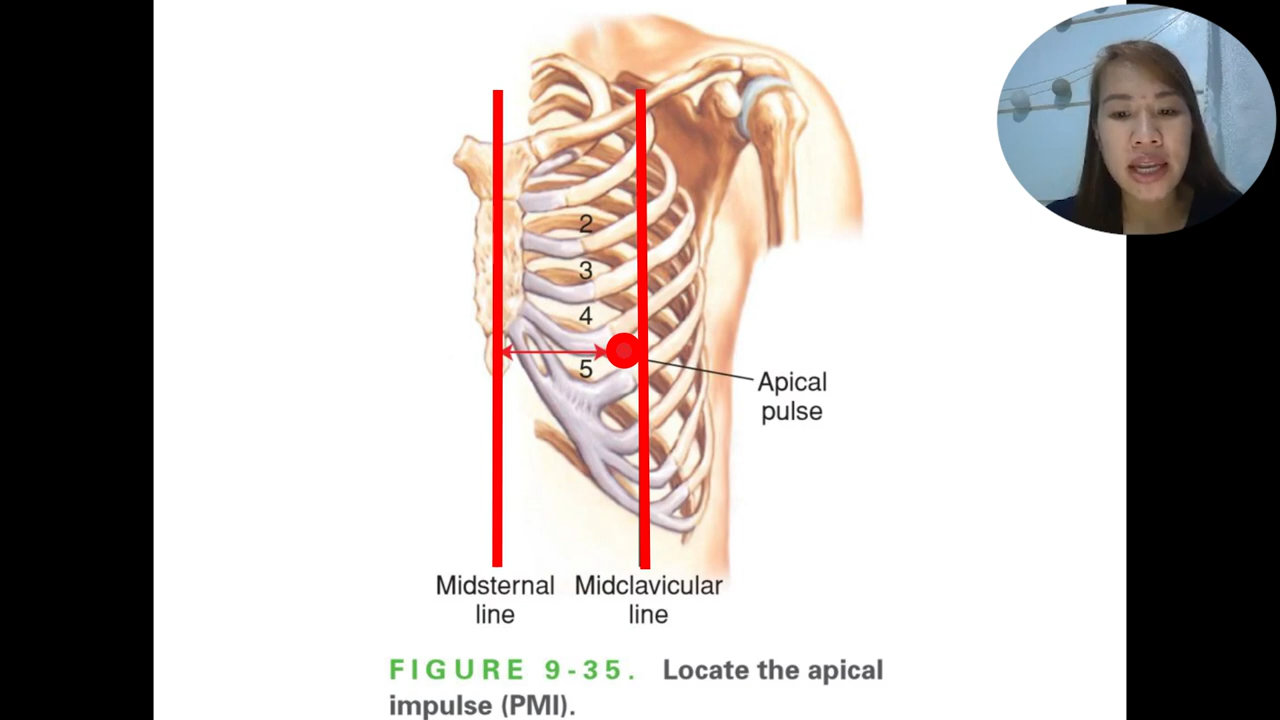 2
3
4
5
Apical
pulse
Midsternal
line
Midclavicular
line
FIGURE 9-35. Locate the apical
impulse (PMI).